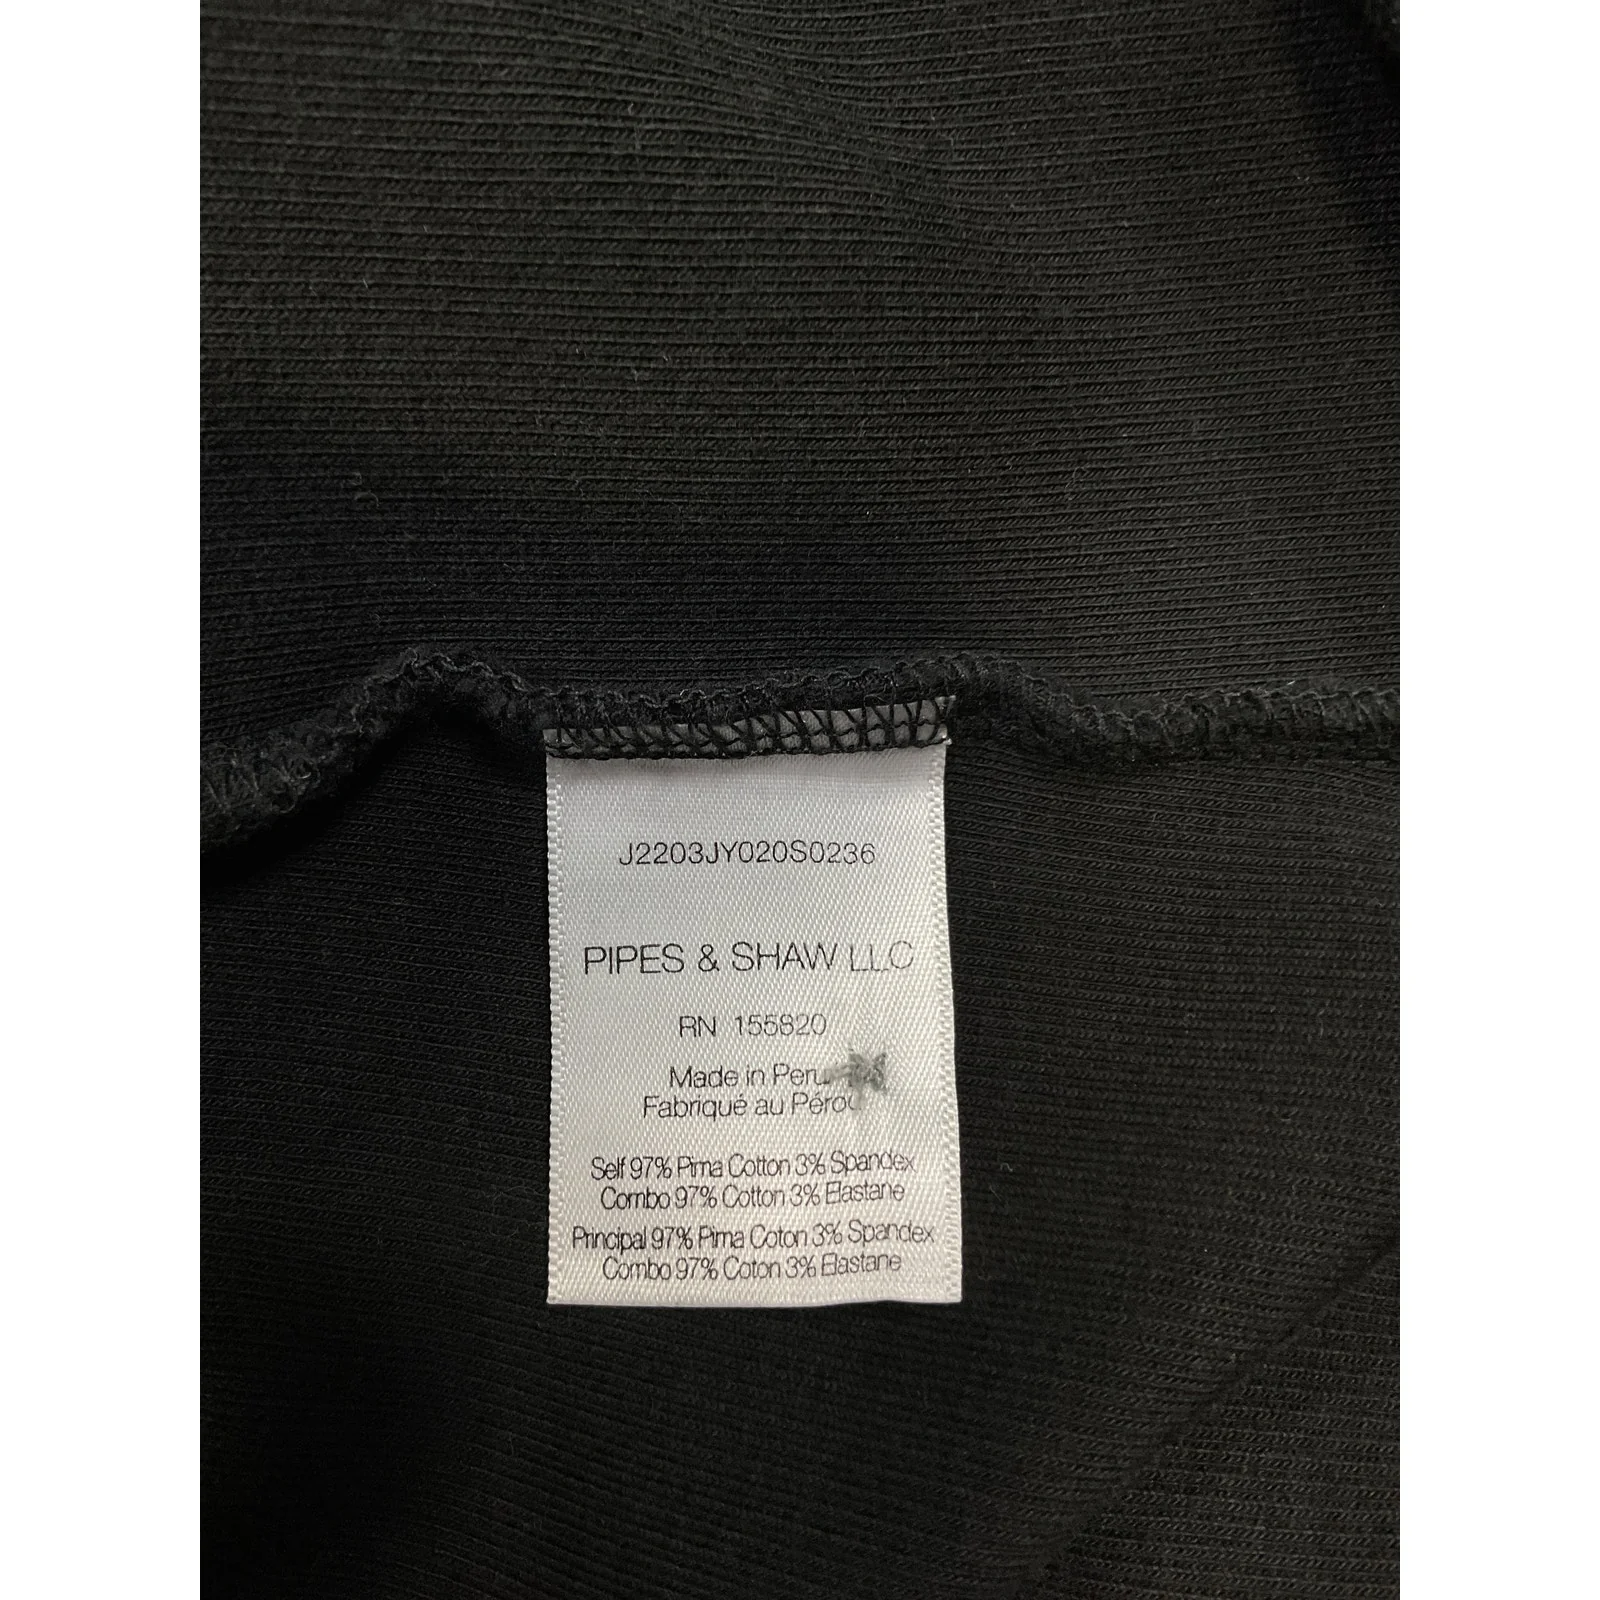 J2203JY020S0236
PIPES & SHAW LLC
RN 155820
Made in Peru
Fabriqué au Pérou
Self 97% Pima Cotton 3% Spandex
Combo 97% Cotton 3% Elastane
Principal 97% Pima Coton 3% Spandex
Combo 97% Coton 3% Elastane